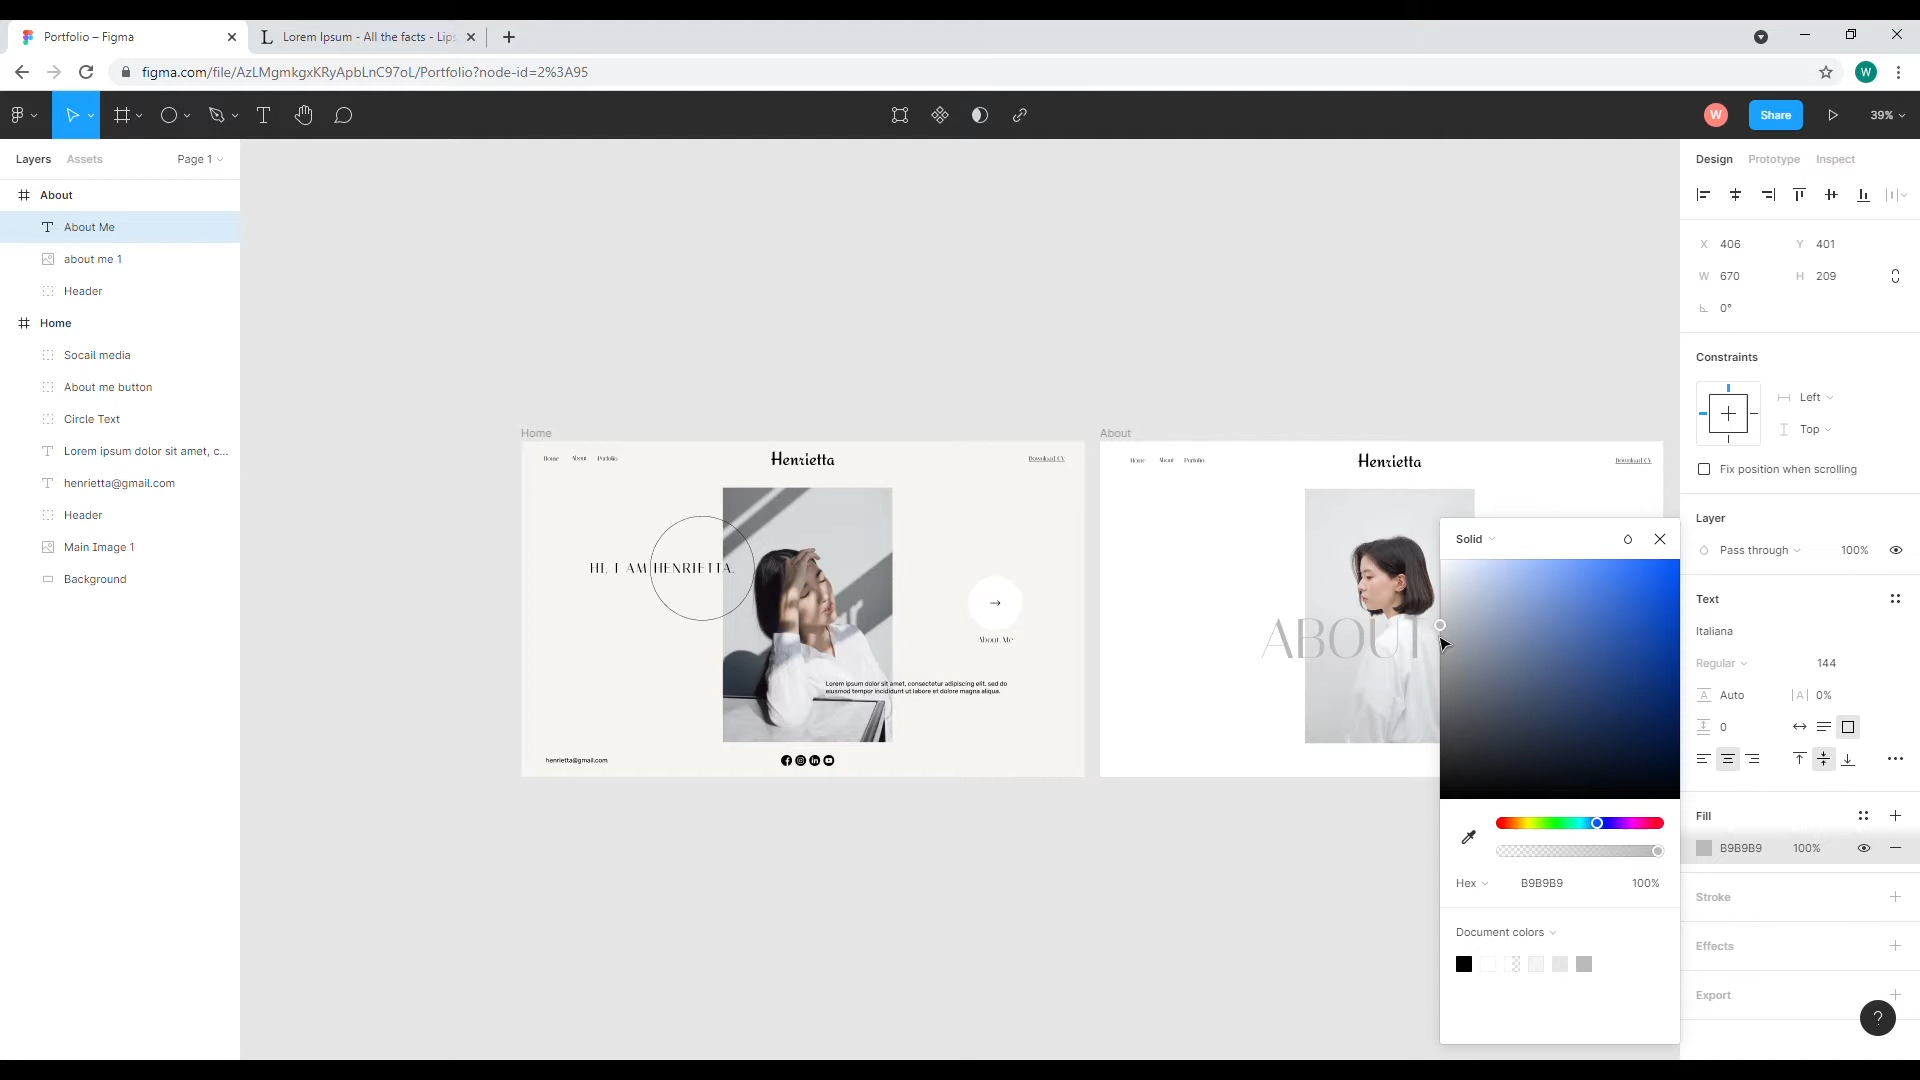 Portfolio – Figma
Lorem Ipsum - All the facts - Lips
figma.com/file/AzLMgmkgxKRyApbLnC97oL/Portfolio?node-id=2%3A95
W
W
Share
39%
Layers
Assets
Page 1
About
About Me
about me 1
Header
Home
Socail media
About me button
Circle Text
Lorem ipsum dolor sit amet, c...
henrietta@gmail.com
Header
Main Image 1
Background
Home
Home
About
Portfolio
Henrietta
Download CV
HI, I AM HENRIETTA.
About Me
Lorem ipsum dolor sit amet, consectetur adipiscing elit, sed do
eiusmod tempor incididunt ut labore et dolore magna aliqua.
henrietta@gmail.com
About
Home
About
Portfolio
Henrietta
Download CV
ABOUT
Solid
Hex
B9B9B9
100%
Document colors
Design
Prototype
Inspect
X
406
Y
401
W
670
H
209
0°
Constraints
Left
Top
Fix position when scrolling
Layer
Pass through
100%
Text
Italiana
Regular
144
Auto
0%
0
Fill
B9B9B9
100%
Stroke
Effects
Export
?